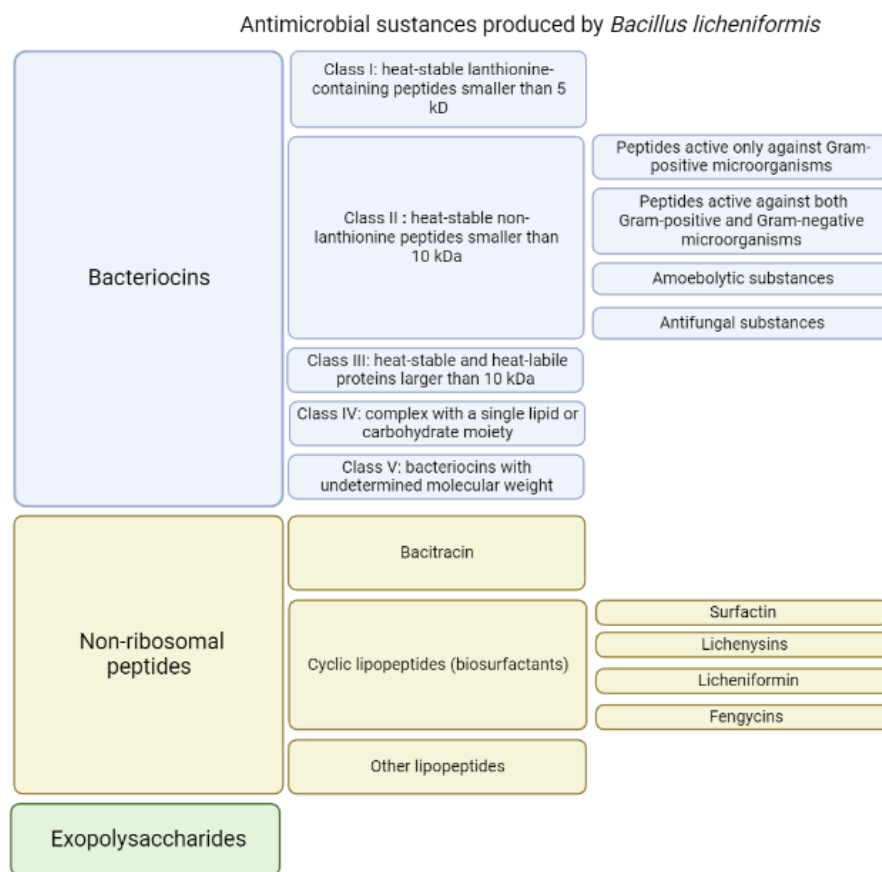 Antimicrobial sustances produced by Bacillus licheniformis
Bacteriocins
Class I: heat-stable lanthionine-
containing peptides smaller than 5
kD
Class II : heat-stable non-
lanthionine peptides smaller than
10 kDa
Peptides active only against Gram-
positive microorganisms
Peptides active against both
Gram-positive and Gram-negative
microorganisms
Amoebolytic substances
Antifungal substances
Class III: heat-stable and heat-labile
proteins larger than 10 kDa
Class IV: complex with a single lipid or
carbohydrate moiety
Class V: bacteriocins with
undetermined molecular weight
Non-ribosomal
peptides
Bacitracin
Cyclic lipopeptides (biosurfactants)
Surfactin
Lichenysins
Licheniformin
Fengycins
Other lipopeptides
Exopolysaccharides